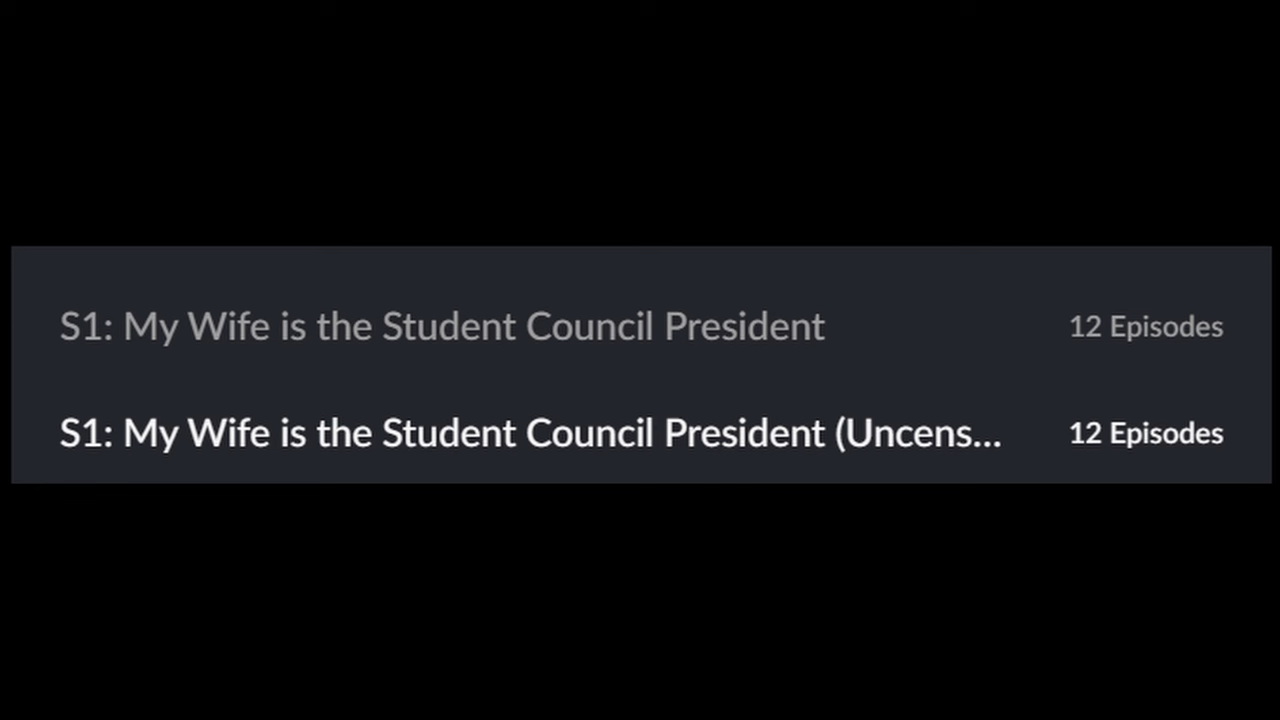 S1: My Wife is the Student Council President 12 Episodes
S1: My Wife is the Student Council President (Uncens... 12 Episodes